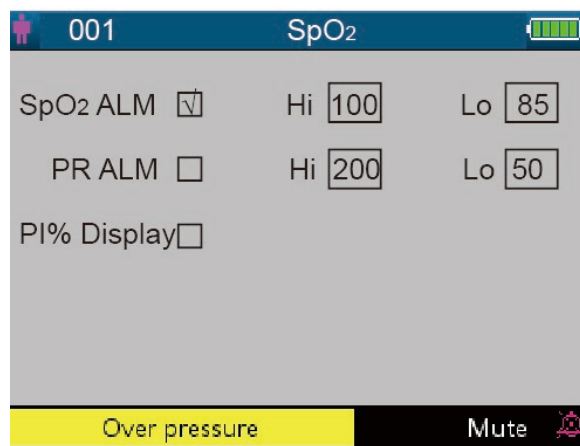 001 SpO₂
SpO₂ ALM √ Hi 100 Lo 85
PR ALM Hi 200 Lo 50
PI% Display
Over pressure Mute